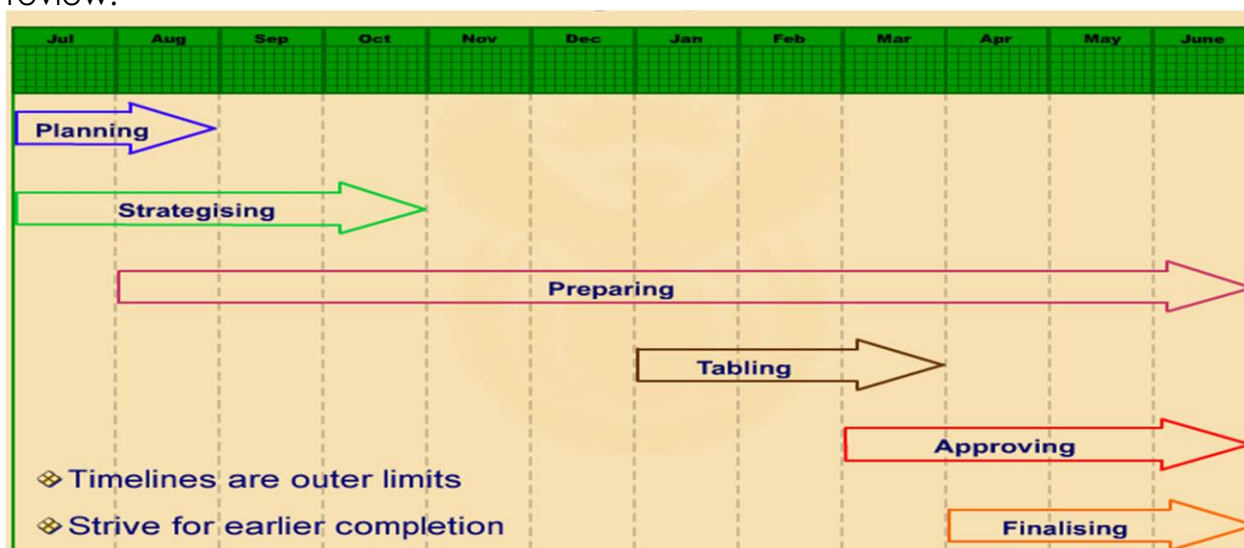 review.
Jul Aug Sep Oct Nov Dec Jan Feb Mar Apr May June
Planning
Strategising
Preparing
Tabling
Approving
Timelines are outer limits
Strive for earlier completion
Finalising